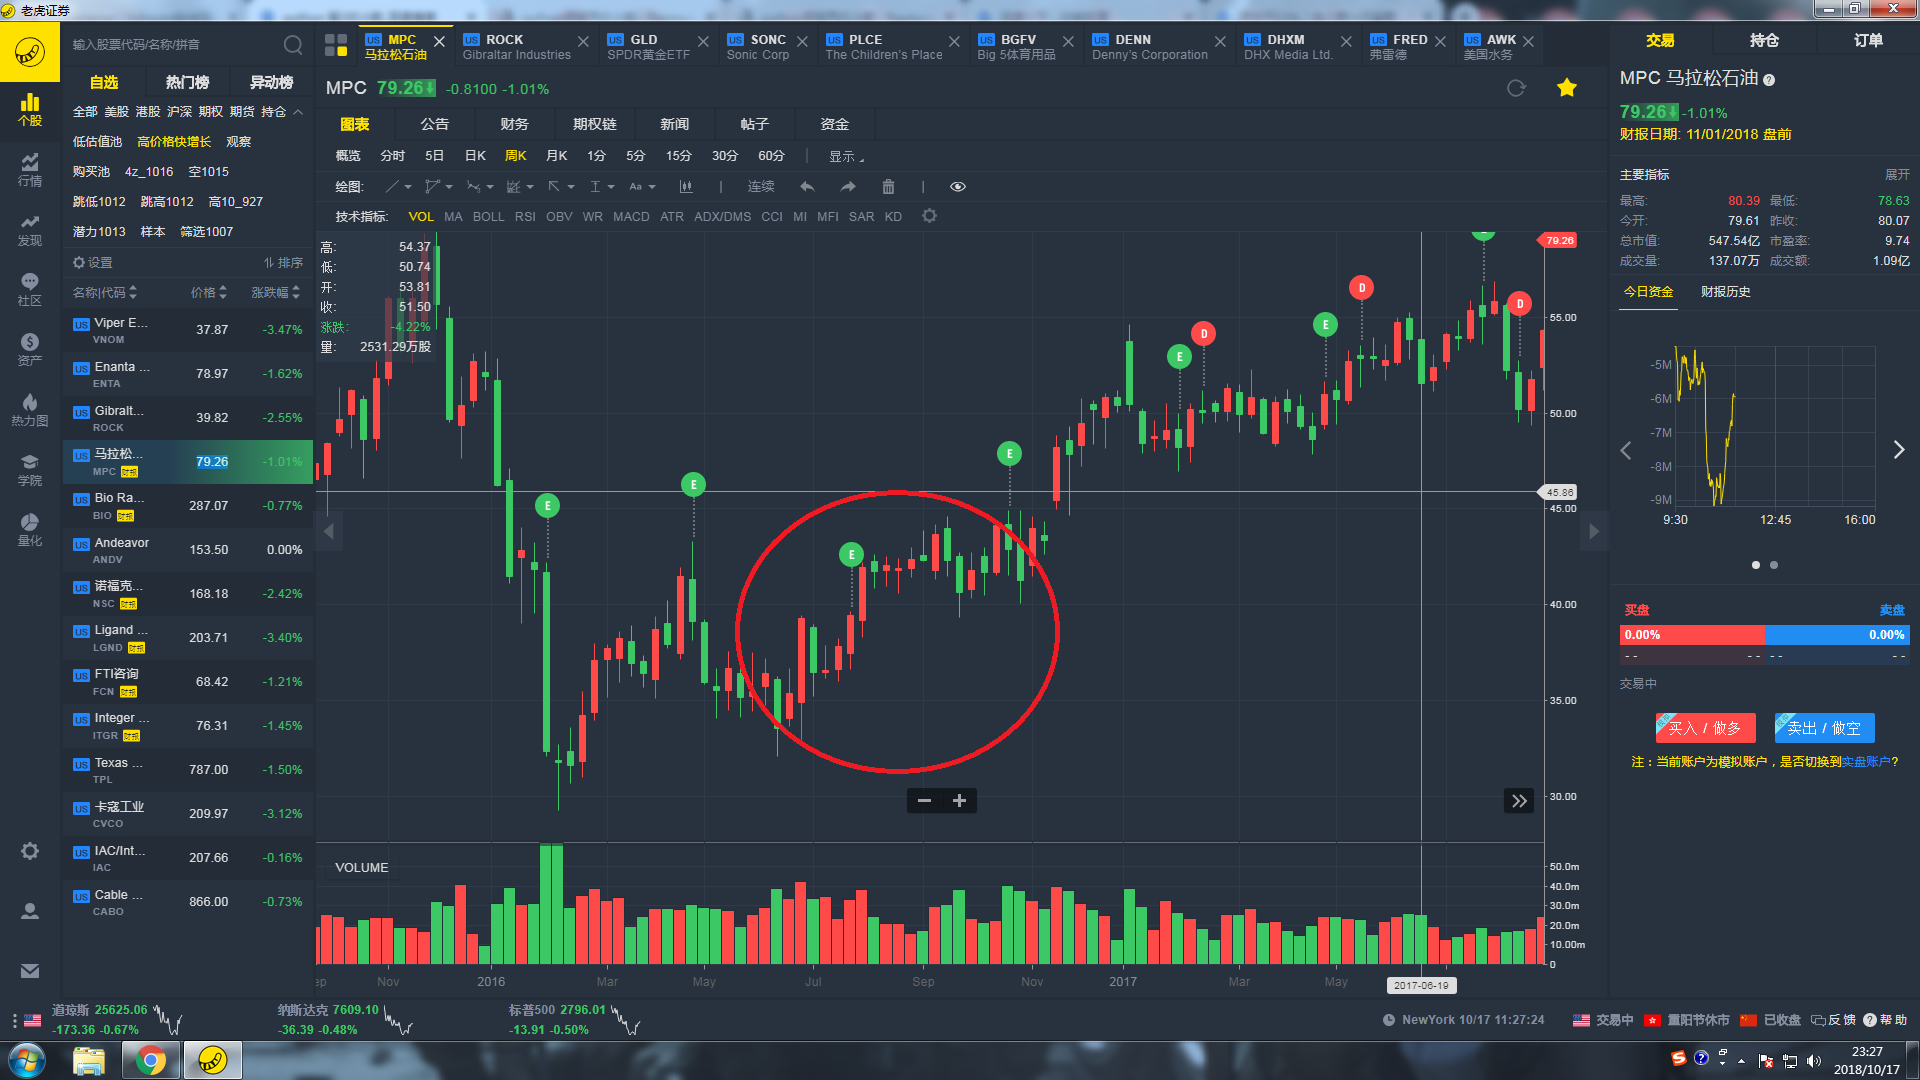 老虎证券
输入股票代码/名称/拼音
自选 热门榜 异动榜
全部 美股 港股 沪深 期权 期货 持仓
低估值池 高价格快增长 观察
购买池 4z_1016 空1015
跳低1012 跳高1012 高10_927
潜力1013 样本 筛选1007
设置 排序
名称|代码 价格 涨跌幅
US Viper E... 37.87 -3.47%
VNOM
US Enanta ... 78.97 -1.62%
ENTA
US Gibralt... 39.82 -2.55%
ROCK
US 马拉松... 79.26 -1.01%
MPC 财报
US Bio Ra... 287.07 -0.77%
BIO 财报
US Andeavor 153.50 0.00%
ANDV
US 诺福克... 168.18 -2.42%
NSC 财报
US Ligand ... 203.71 -3.40%
LGND 财报
US FTI咨询 68.42 -1.21%
FCN 财报
US Integer ... 76.31 -1.45%
ITGR 财报
US Texas ... 787.00 -1.50%
TPL
US 卡寇工业 209.97 -3.12%
CVCO
US IAC/Int... 207.66 -0.16%
IAC
US Cable ... 866.00 -0.73%
CABO
个股
行情
发现
社区
资产
热力图
学院
量化
US MPC US ROCK US GLD US SONC US PLCE US BGFV US DENN US DHXM US FRED US AWK
马拉松石油 Gibraltar Industries SPDR黄金ETF Sonic Corp The Children's Place Big 5体育用品 Denny's Corporation DHX Media Ltd. 弗雷德 美国水务
MPC 79.26 -0.8100 -1.01%
图表 公告 财务 期权链 新闻 帖子 资金
概览 分时 5日 日K 周K 月K 1分 5分 15分 30分 60分 显示
绘图: Aa 连续
技术指标: VOL MA BOLL RSI OBV WR MACD ATR ADX/DMS CCI MI MFI SAR KD
高: 54.37
低: 50.74
开: 53.81
收: 51.50
涨跌: -4.22%
量: 2531.29万股
E E E E E D E D E D
79.26
55.00
50.00
45.86
45.00
40.00
35.00
30.00
VOLUME
50.0m
40.0m
30.0m
20.0m
10.00m
0
Nov 2016 Mar May Jul Sep Nov 2017 Mar May 2017-06-19
交易 持仓 订单
MPC 马拉松石油
79.26 -1.01%
财报日期: 11/01/2018 盘前
主要指标 展开
最高: 80.39 最低: 78.63
今开: 79.61 昨收: 80.07
总市值: 547.54亿 市盈率: 9.74
成交量: 137.07万 成交额: 1.09亿
今日资金 财报历史
-5M
-6M
-7M
-8M
-9M
9:30 12:45 16:00
买盘 卖盘
0.00% 0.00%
-- -- -- --
交易中
买入 / 做多 卖出 / 做空
注：当前账户为模拟账户，是否切换到实盘账户?
道琼斯 25625.06 纳斯达克 7609.10 标普500 2796.01
-173.36 -0.67% -36.39 -0.48% -13.91 -0.50%
NewYork 10/17 11:27:24 交易中 重阳节休市 已收盘 反馈 帮助
23:27
2018/10/17